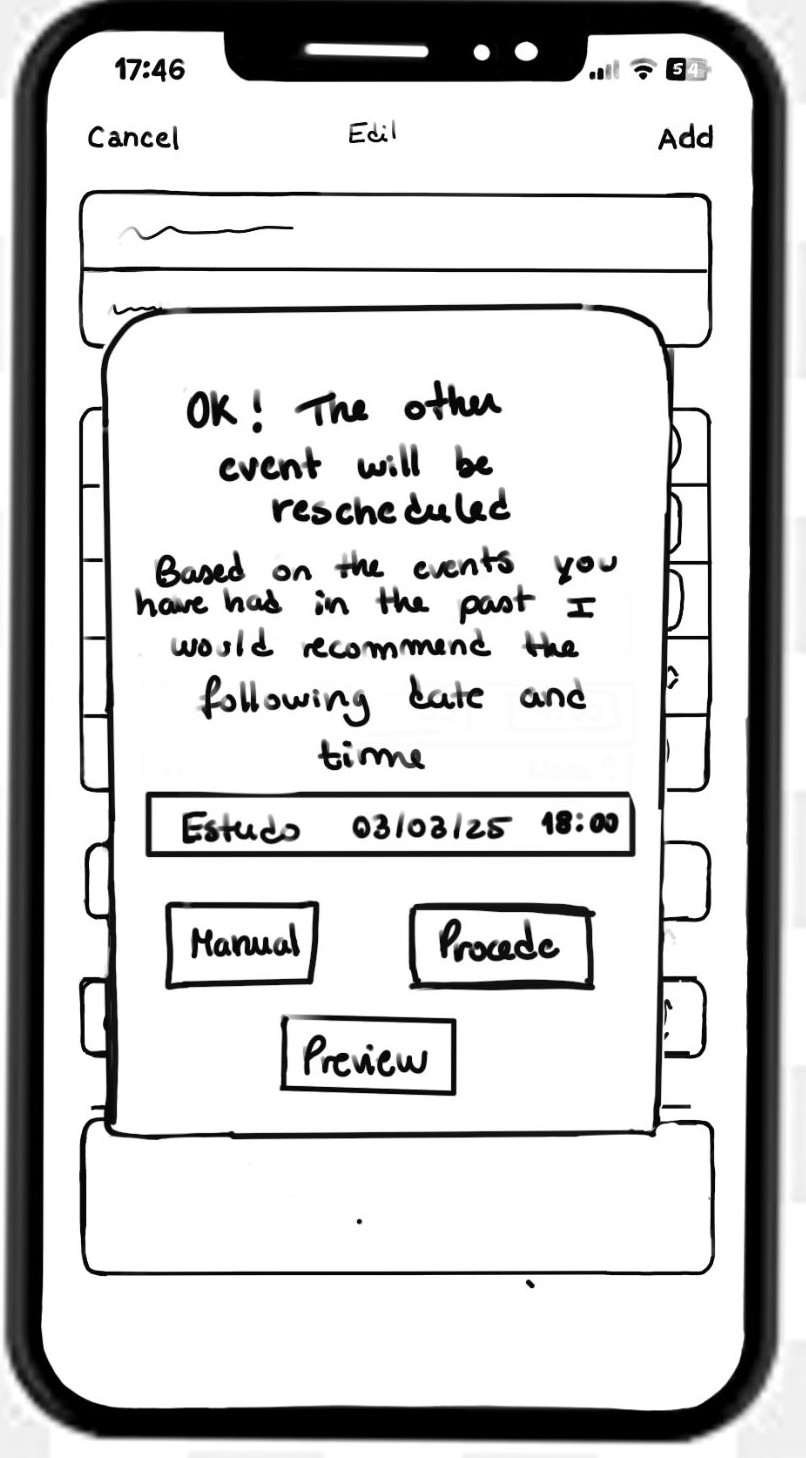 17:46 54
Cancel Edil Add
OK! The other
event will be
rescheduled
Based on the events you
have had in the past I
would recommend the
following date and
time
Estudo 03/03/25 18:00
Manual Procede
Preview